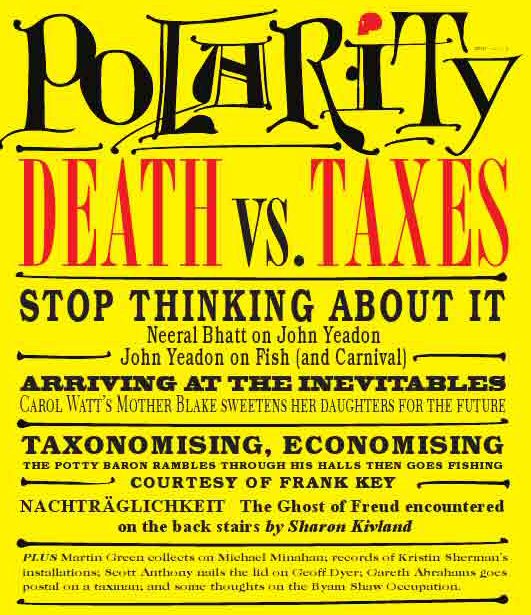 POLARITY
DEATH VS. TAXES
STOP THINKING ABOUT IT
Neeral Bhatt on John Yeadon
John Yeadon on Fish (and Carnival)
ARRIVING AT THE INEVITABLES
CAROL WATT'S MOTHER BLAKE SWEETENS HER DAUGHTERS FOR THE FUTURE
TAXONOMISING, ECONOMISING
THE POTTY BARON RAMBLES THROUGH HIS HALLS THEN GOES FISHING
COURTESY OF FRANK KEY
NACHTRÄGLICHKEIT The Ghost of Freud encountered
on the back stairs by Sharon Kivland
PLUS Martin Green collects on Michael Minahan; records of Kristin Sherman's
installations; Scott Anthony nails the lid on Geoff Dyer; Gareth Abrahams goes
postal on a taxman; and some thoughts on the Byam Shaw Occupation.